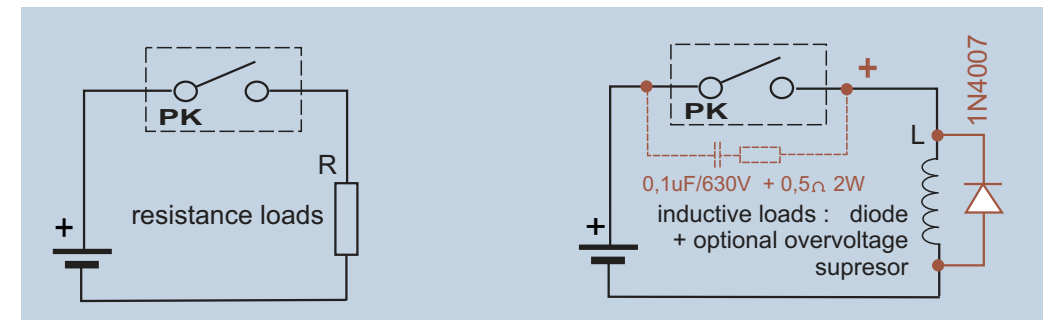 PK
R
resistance loads
+
+
1N4007
PK
L
0,1uF/630V + 0,5Ω 2W
+
inductive loads : diode
+ optional overvoltage
supresor